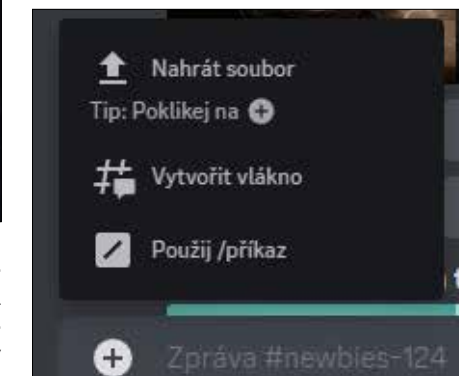 Nahrát soubor
Tip: Poklikej na
Vytvořit vlákno
Použij /příkaz
Zpráva #newbies-124